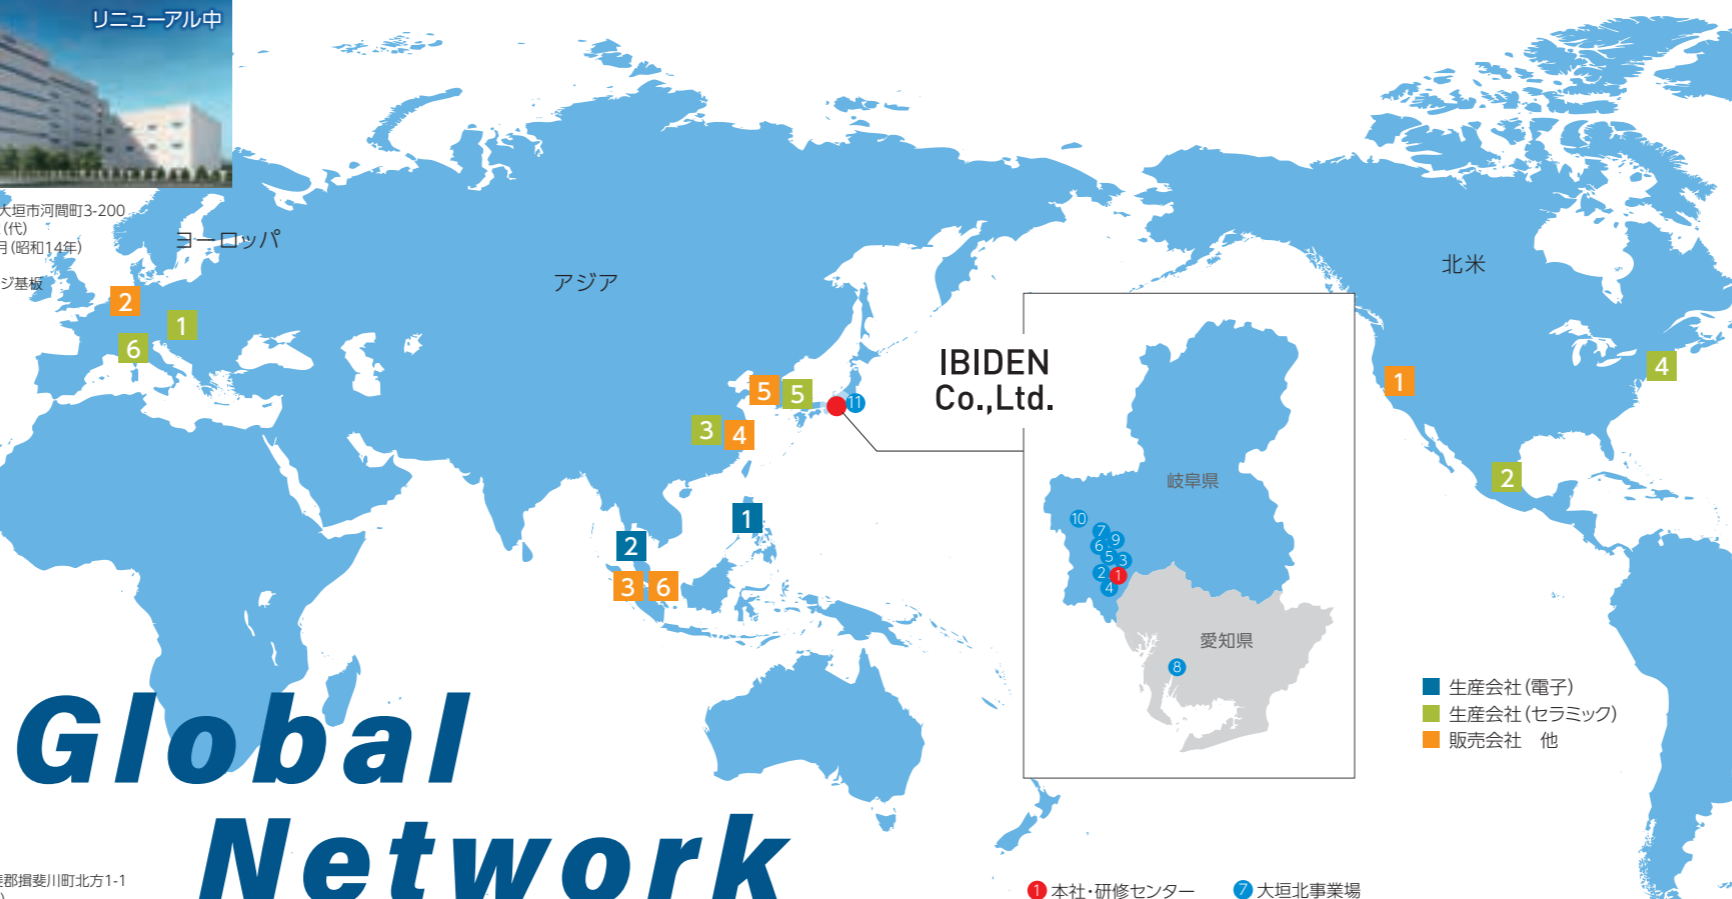 リニューアル中
大垣市河間町3-200
(代)
月(昭和14年)
ジ基板
ヨーロッパ
アジア
北米
2
1
6
5
5
11
3
4
1
2
3
6
1
4
2
IBIDEN
Co.,Ltd.
岐阜県
10
7
9
6
5
3
2
1
4
愛知県
8
生産会社(電子)
生産会社(セラミック)
販売会社 他
Global
Network
郡揖斐川町北方1-1
1 本社・研修センター
7 大垣北事業場